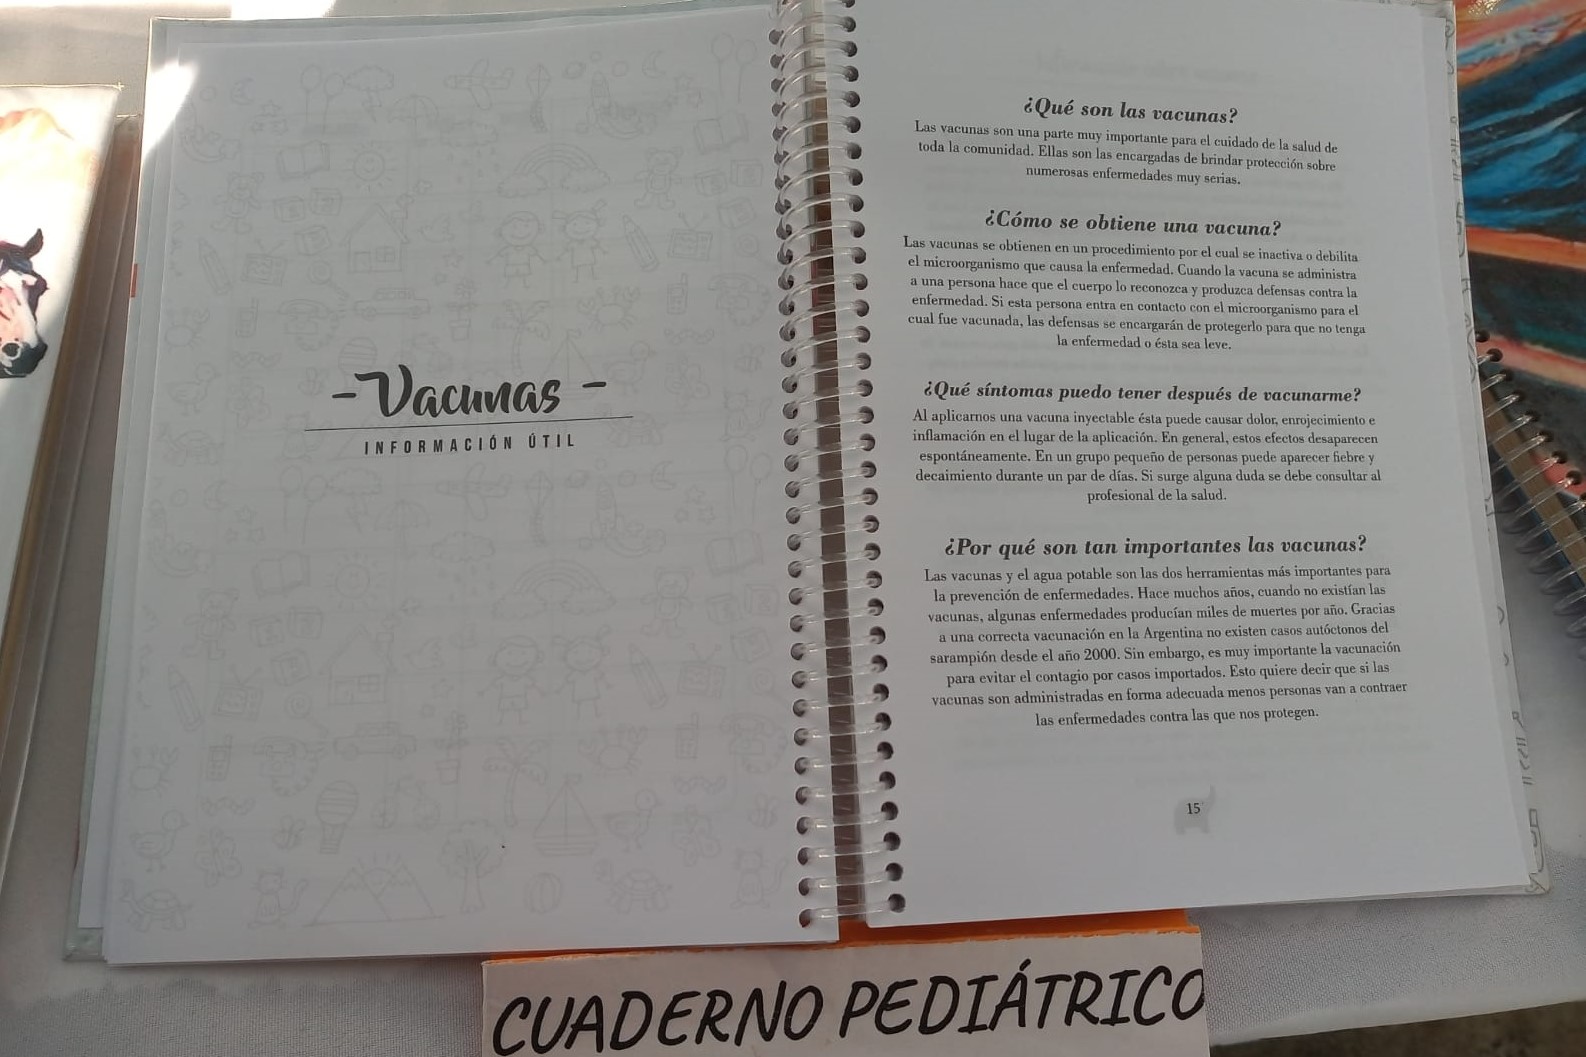 - Vacunas -
INFORMACIÓN ÚTIL
¿Qué son las vacunas?
Las vacunas son una parte muy importante para el cuidado de la salud de
toda la comunidad. Ellas son las encargadas de brindar protección sobre
numerosas enfermedades muy serias.
¿Cómo se obtiene una vacuna?
Las vacunas se obtienen en un procedimiento por el cual se inactiva o debilita
el microorganismo que causa la enfermedad. Cuando la vacuna se administra
a una persona hace que el cuerpo lo reconozca y produzca defensas contra la
enfermedad. Si esta persona entra en contacto con el microorganismo para el
cual fue vacunada, las defensas se encargarán de protegerlo para que no tenga
la enfermedad o ésta sea leve.
¿Qué síntomas puedo tener después de vacunarme?
Al aplicarnos una vacuna inyectable ésta puede causar dolor, enrojecimiento e
inflamación en el lugar de la aplicación. En general, estos efectos desaparecen
espontáneamente. En un grupo pequeño de personas puede aparecer fiebre y
decaimiento durante un par de días. Si surge alguna duda se debe consultar al
profesional de la salud.
¿Por qué son tan importantes las vacunas?
Las vacunas y el agua potable son las dos herramientas más importantes para
la prevención de enfermedades. Hace muchos años, cuando no existían las
vacunas, algunas enfermedades producían miles de muertes por año. Gracias
a una correcta vacunación en la Argentina no existen casos autóctonos del
sarampión desde el año 2000. Sin embargo, es muy importante la vacunación
para evitar el contagio por casos importados. Esto quiere decir que si las
vacunas son administradas en forma adecuada menos personas van a contraer
las enfermedades contra las que nos protegen.
15
CUADERNO PEDIÁTRICO